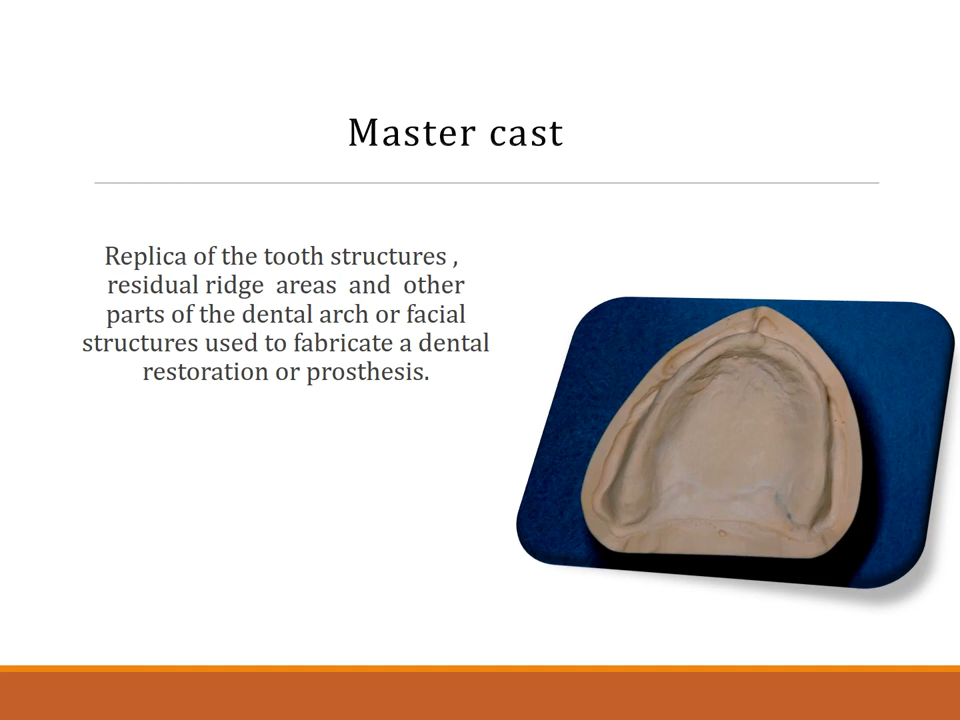 Master cast
Replica of the tooth structures ,
residual ridge areas and other
parts of the dental arch or facial
structures used to fabricate a dental
restoration or prosthesis.